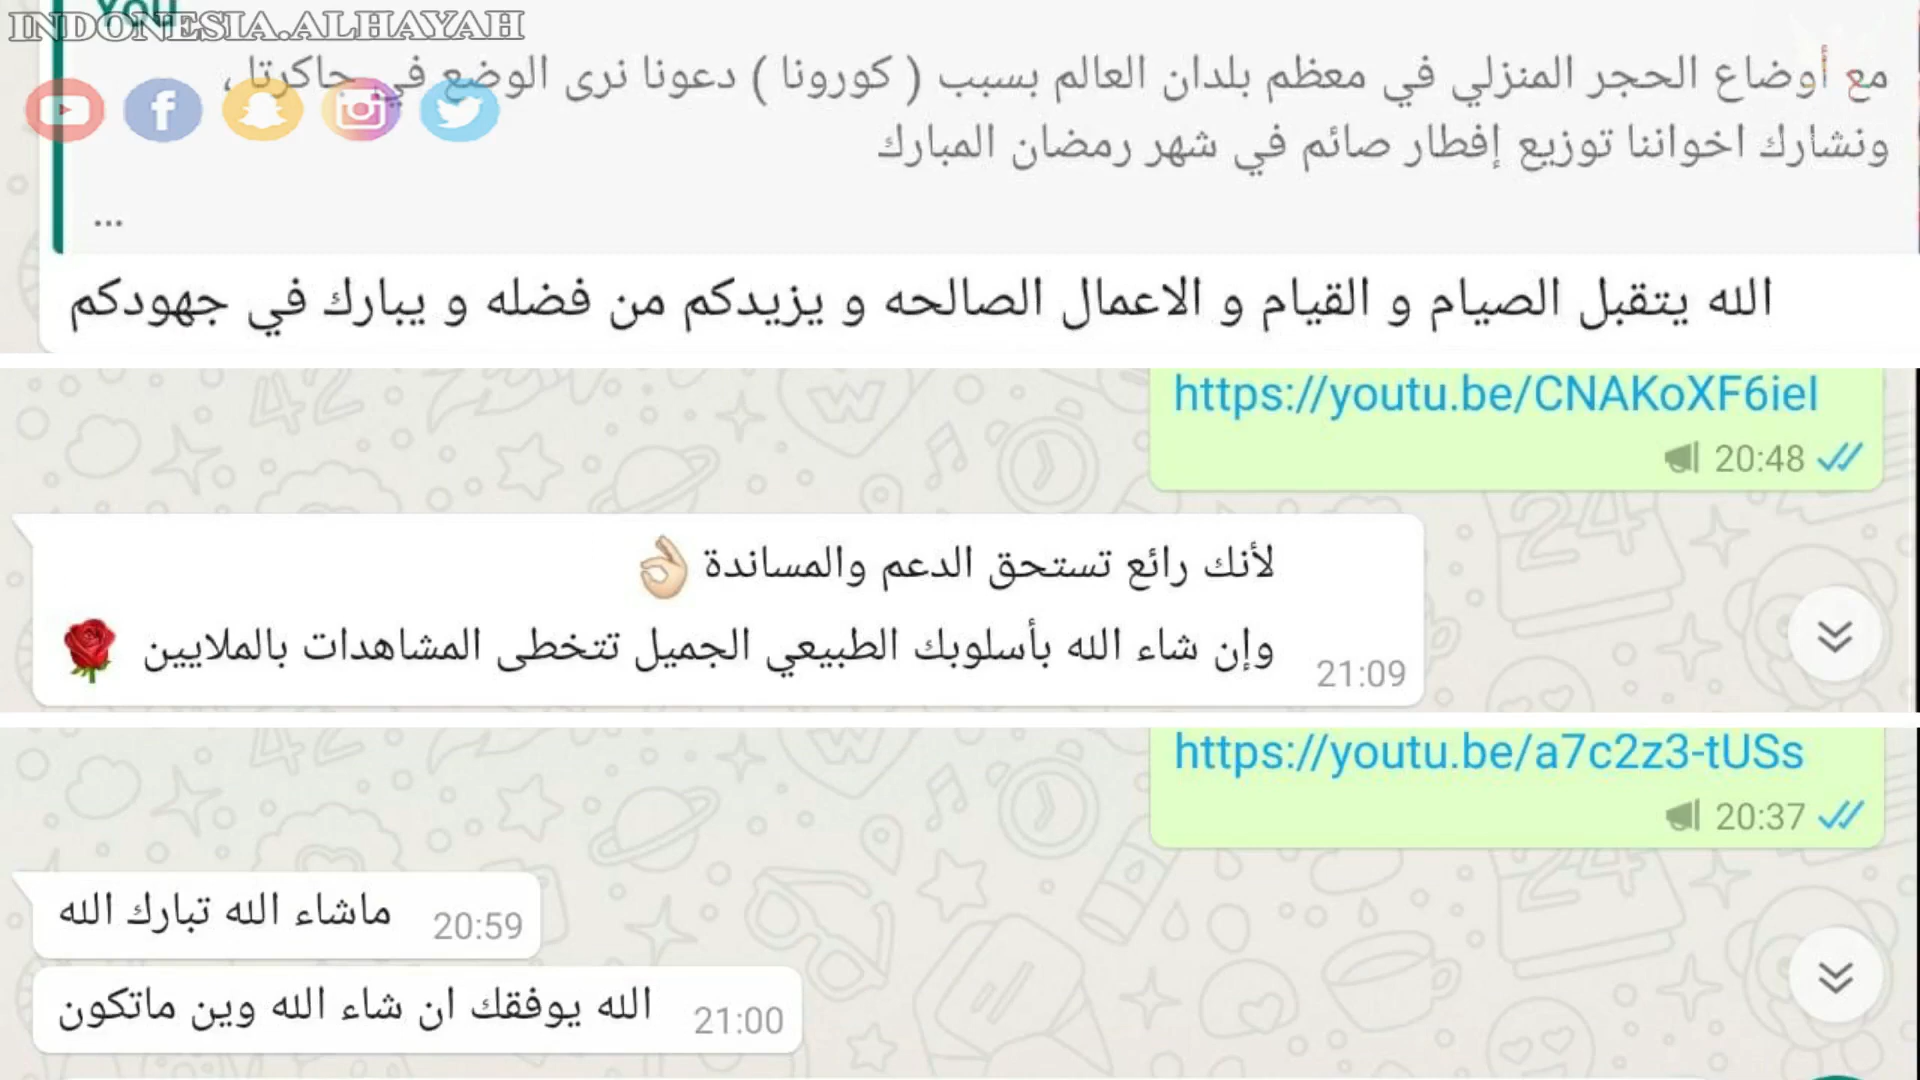 You
INDONESIA.ALHAYAH
مع أوضاع الحجر المنزلي في معظم بلدان العالم بسبب ( كورونا ) دعونا نرى الوضع في جاكرتا ،
ونشارك اخواننا توزيع إفطار صائم في شهر رمضان المبارك
...
الله يتقبل الصيام و القيام و الاعمال الصالحه و يزيدكم من فضله و يبارك في جهودكم
https://youtu.be/CNAKoXF6ieI
20:48
لأنك رائع تستحق الدعم والمساندة 👌🏻
وإن شاء الله بأسلوبك الطبيعي الجميل تتخطى المشاهدات بالملايين 🌹
21:09
https://youtu.be/a7c2z3-tUSs
20:37
ماشاء الله تبارك الله
20:59
الله يوفقك ان شاء الله وين ماتكون
21:00